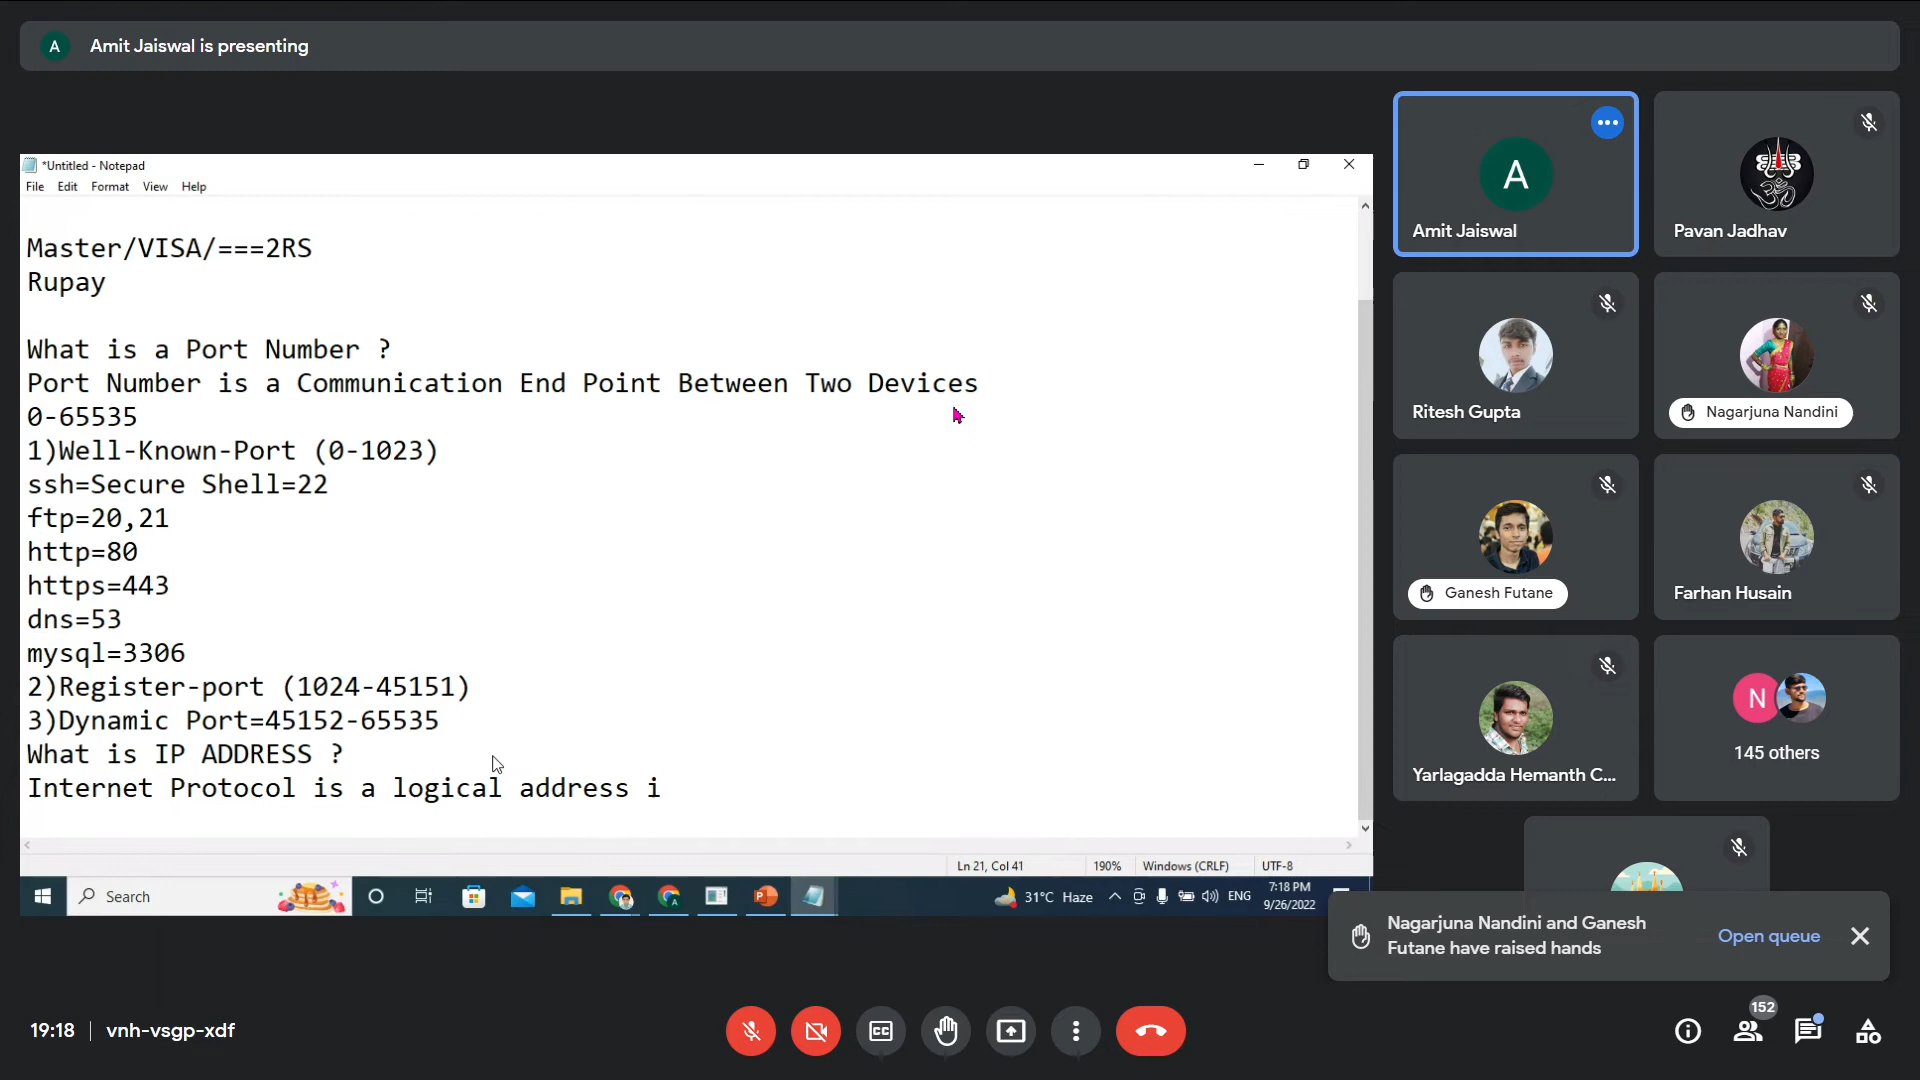 A Amit Jaiswal is presenting
*Untitled - Notepad
File Edit Format View Help
Master/VISA/===2RS
Rupay
What is a Port Number ?
Port Number is a Communication End Point Between Two Devices
0-65535
1)Well-Known-Port (0-1023)
ssh=Secure Shell=22
ftp=20,21
http=80
https=443
dns=53
mysql=3306
2)Register-port (1024-45151)
3)Dynamic Port=45152-65535
What is IP ADDRESS ?
Internet Protocol is a logical address i
Ln 21, Col 41 190% Windows (CRLF) UTF-8
Search
31°C Haze
ENG
7:18 PM
9/26/2022
A
Amit Jaiswal
Pavan Jadhav
Ritesh Gupta
Nagarjuna Nandini
Ganesh Futane
Farhan Husain
Yarlagadda Hemanth C...
N
145 others
Nagarjuna Nandini and Ganesh
Futane have raised hands
Open queue
19:18 vnh-vsgp-xdf
CC
152